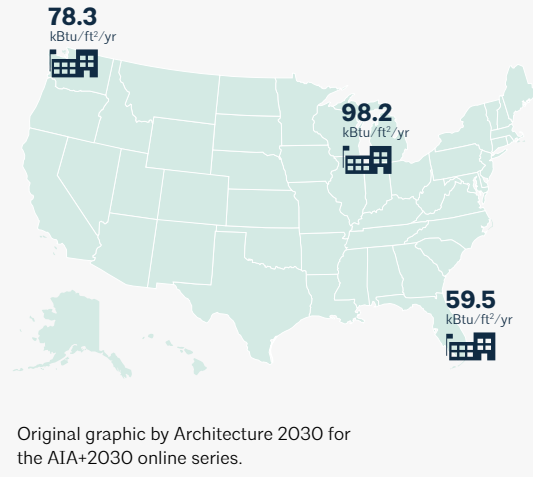 78.3
kBtu/ft²/yr
98.2
kBtu/ft²/yr
59.5
kBtu/ft²/yr
Original graphic by Architecture 2030 for
the AIA+2030 online series.